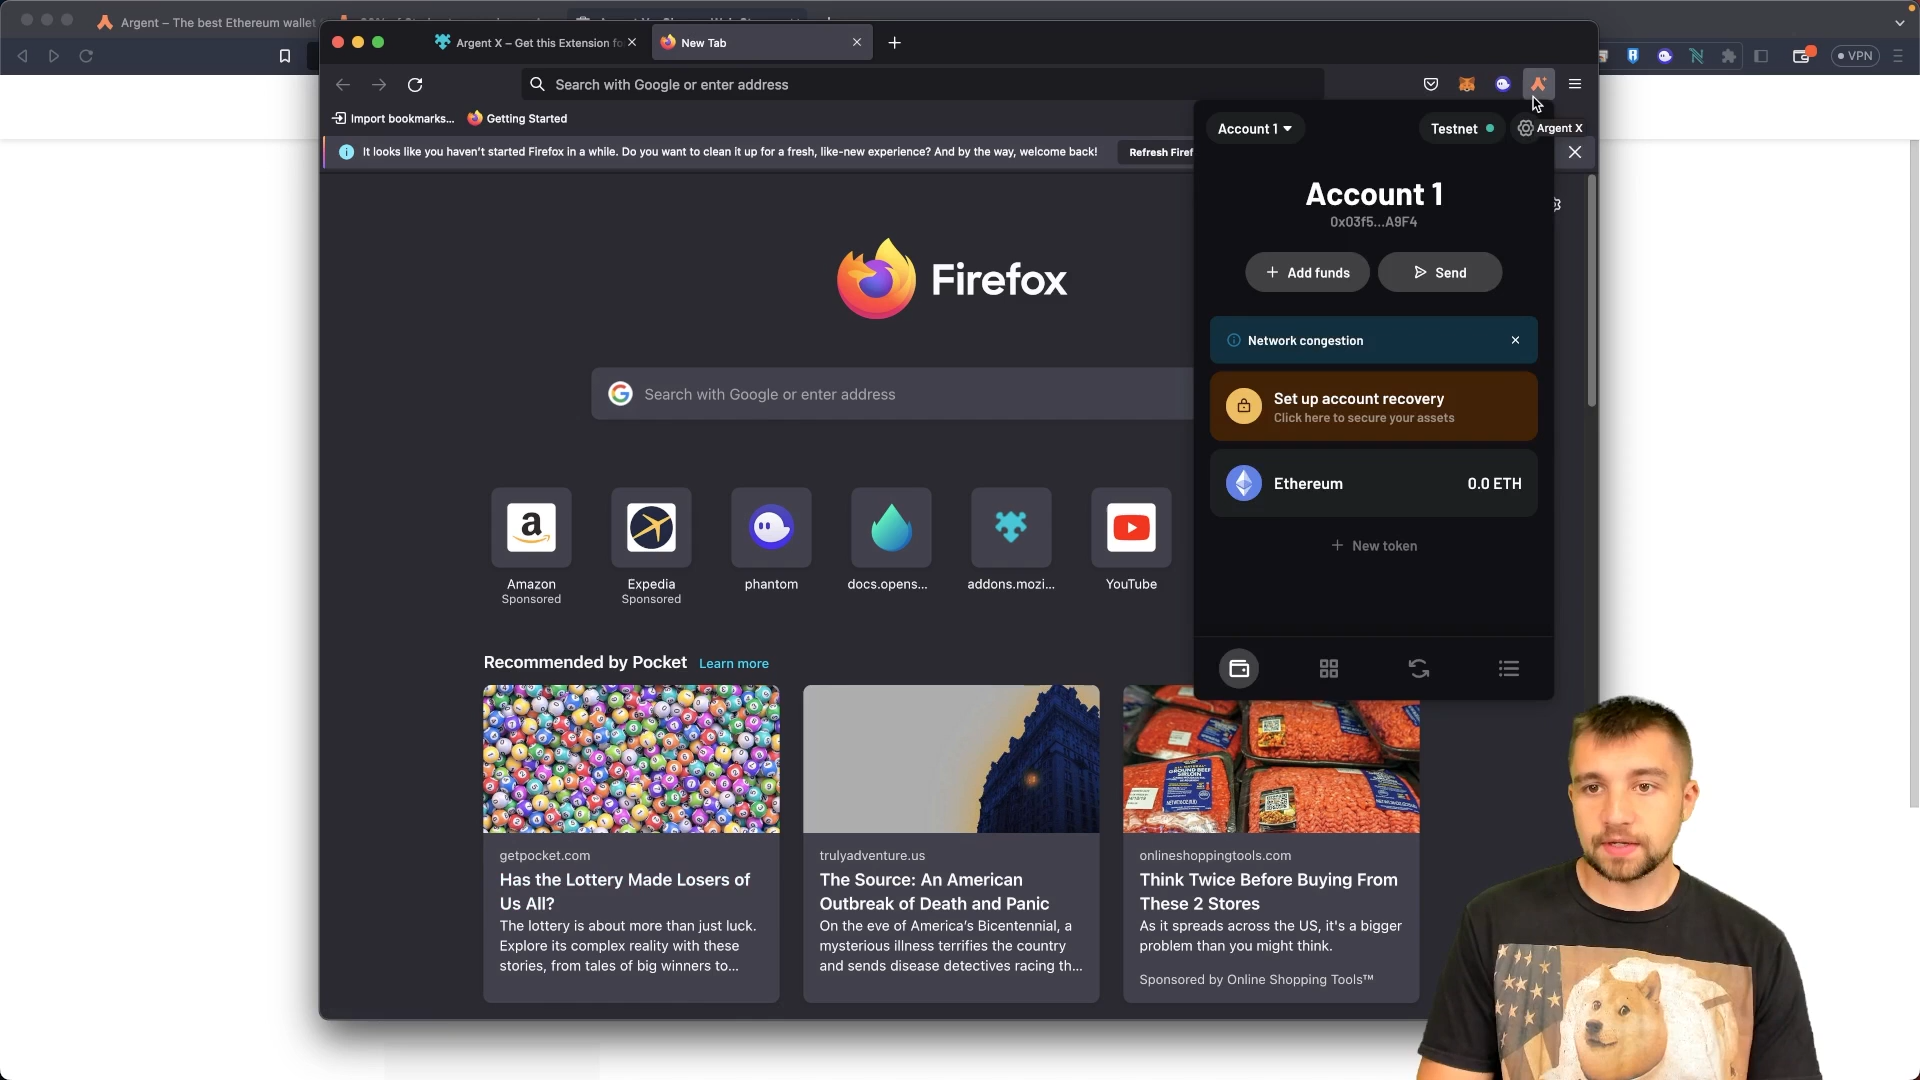 Argent – The best Ethereum wallet
VPN
Argent X – Get this Extension fo
New Tab
Search with Google or enter address
Import bookmarks...
Getting Started
It looks like you haven't started Firefox in a while. Do you want to clean it up for a fresh, like-new experience? And by the way, welcome back!
Refresh Firef
Account 1
Testnet
Argent X
Account 1
0x03f5...A9F4
Add funds
Send
Network congestion
Set up account recovery
Click here to secure your assets
Ethereum
0.0 ETH
New token
Firefox
Search with Google or enter address
Amazon
Sponsored
Expedia
Sponsored
phantom
docs.opens...
addons.mozi...
YouTube
Recommended by Pocket
Learn more
getpocket.com
Has the Lottery Made Losers of
Us All?
The lottery is about more than just luck.
Explore its complex reality with these
stories, from tales of big winners to...
trulyadventure.us
The Source: An American
Outbreak of Death and Panic
On the eve of America's Bicentennial, a
mysterious illness terrifies the country
and sends disease detectives racing th...
GROUND BEEF
SIRLOIN
onlineshoppingtools.com
Think Twice Before Buying From
These 2 Stores
As it spreads across the US, it's a bigger
problem than you might think.
Sponsored by Online Shopping Tools™